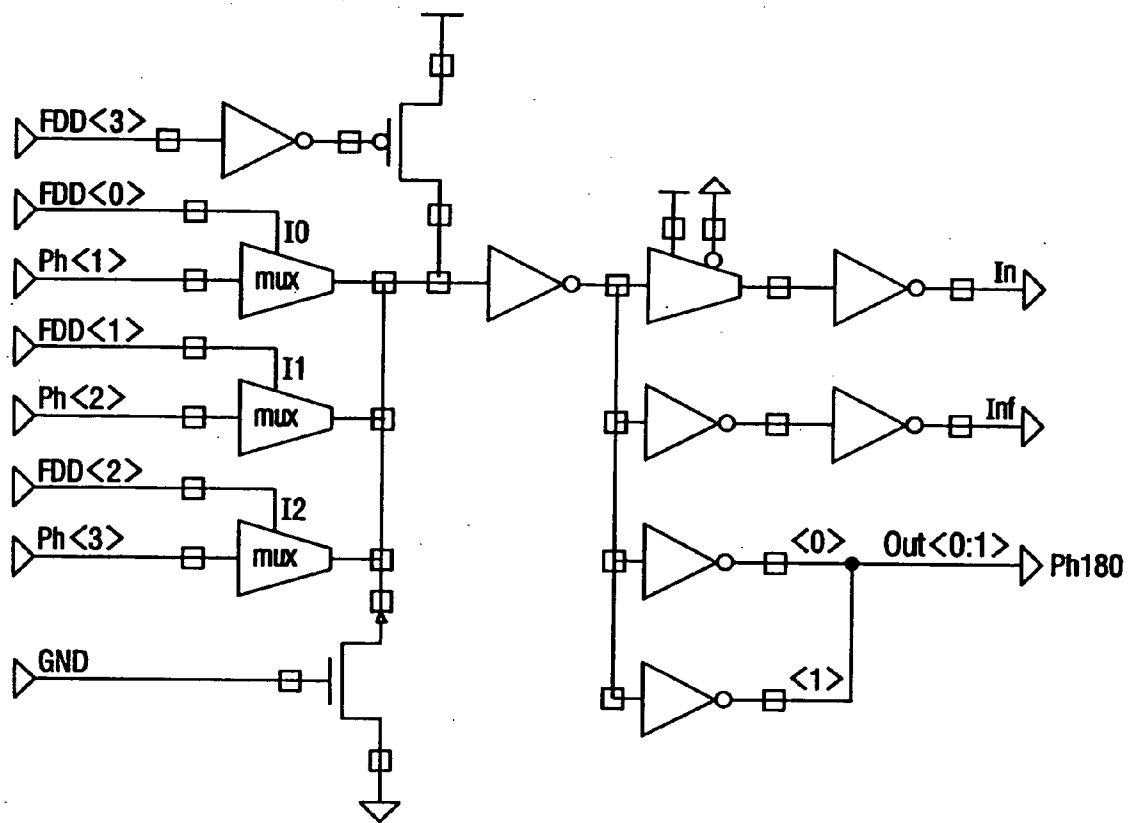 FDD<3>
FDD<0>
I0
Ph<1>
mux
In
FDD<1>
I1
Ph<2>
mux
Inf
FDD<2>
I2
Ph<3>
mux
<0>
Out<0:1>
Ph180
GND
<1>